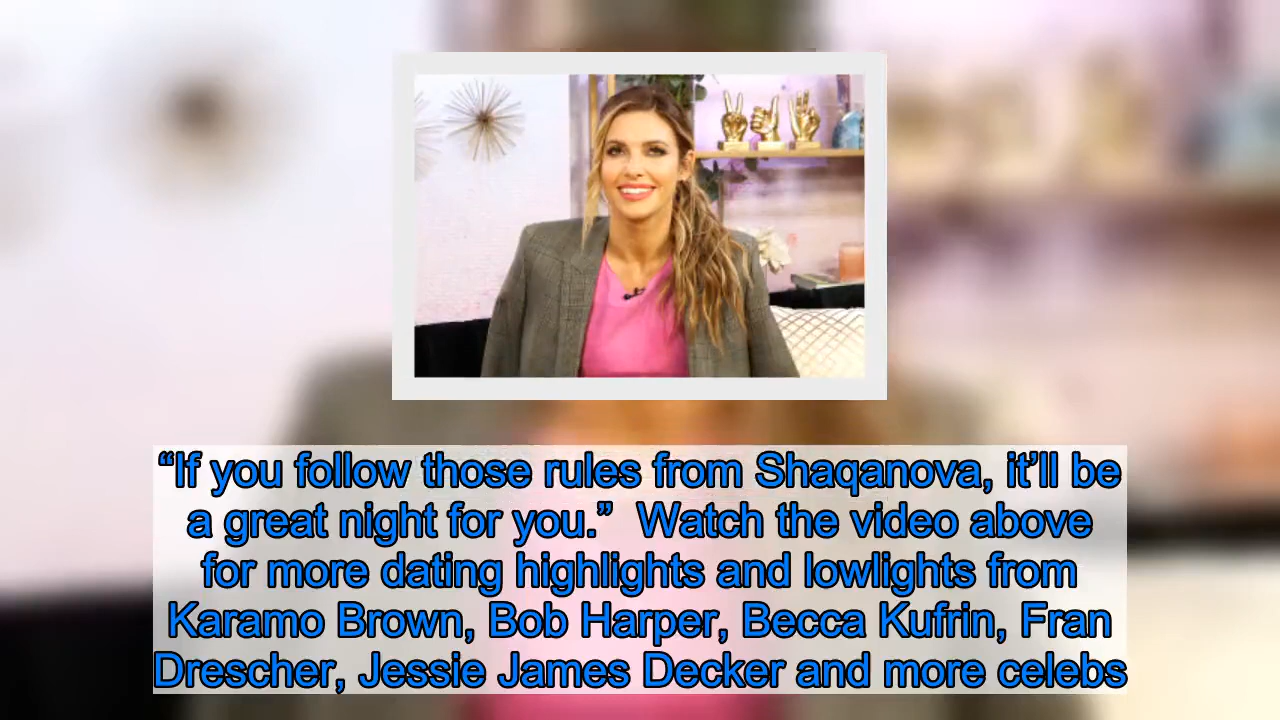 “If you follow those rules from Shaqanova, it’ll be
a great night for you.”  Watch the video above
for more dating highlights and lowlights from
Karamo Brown, Bob Harper, Becca Kufrin, Fran
Drescher, Jessie James Decker and more celebs